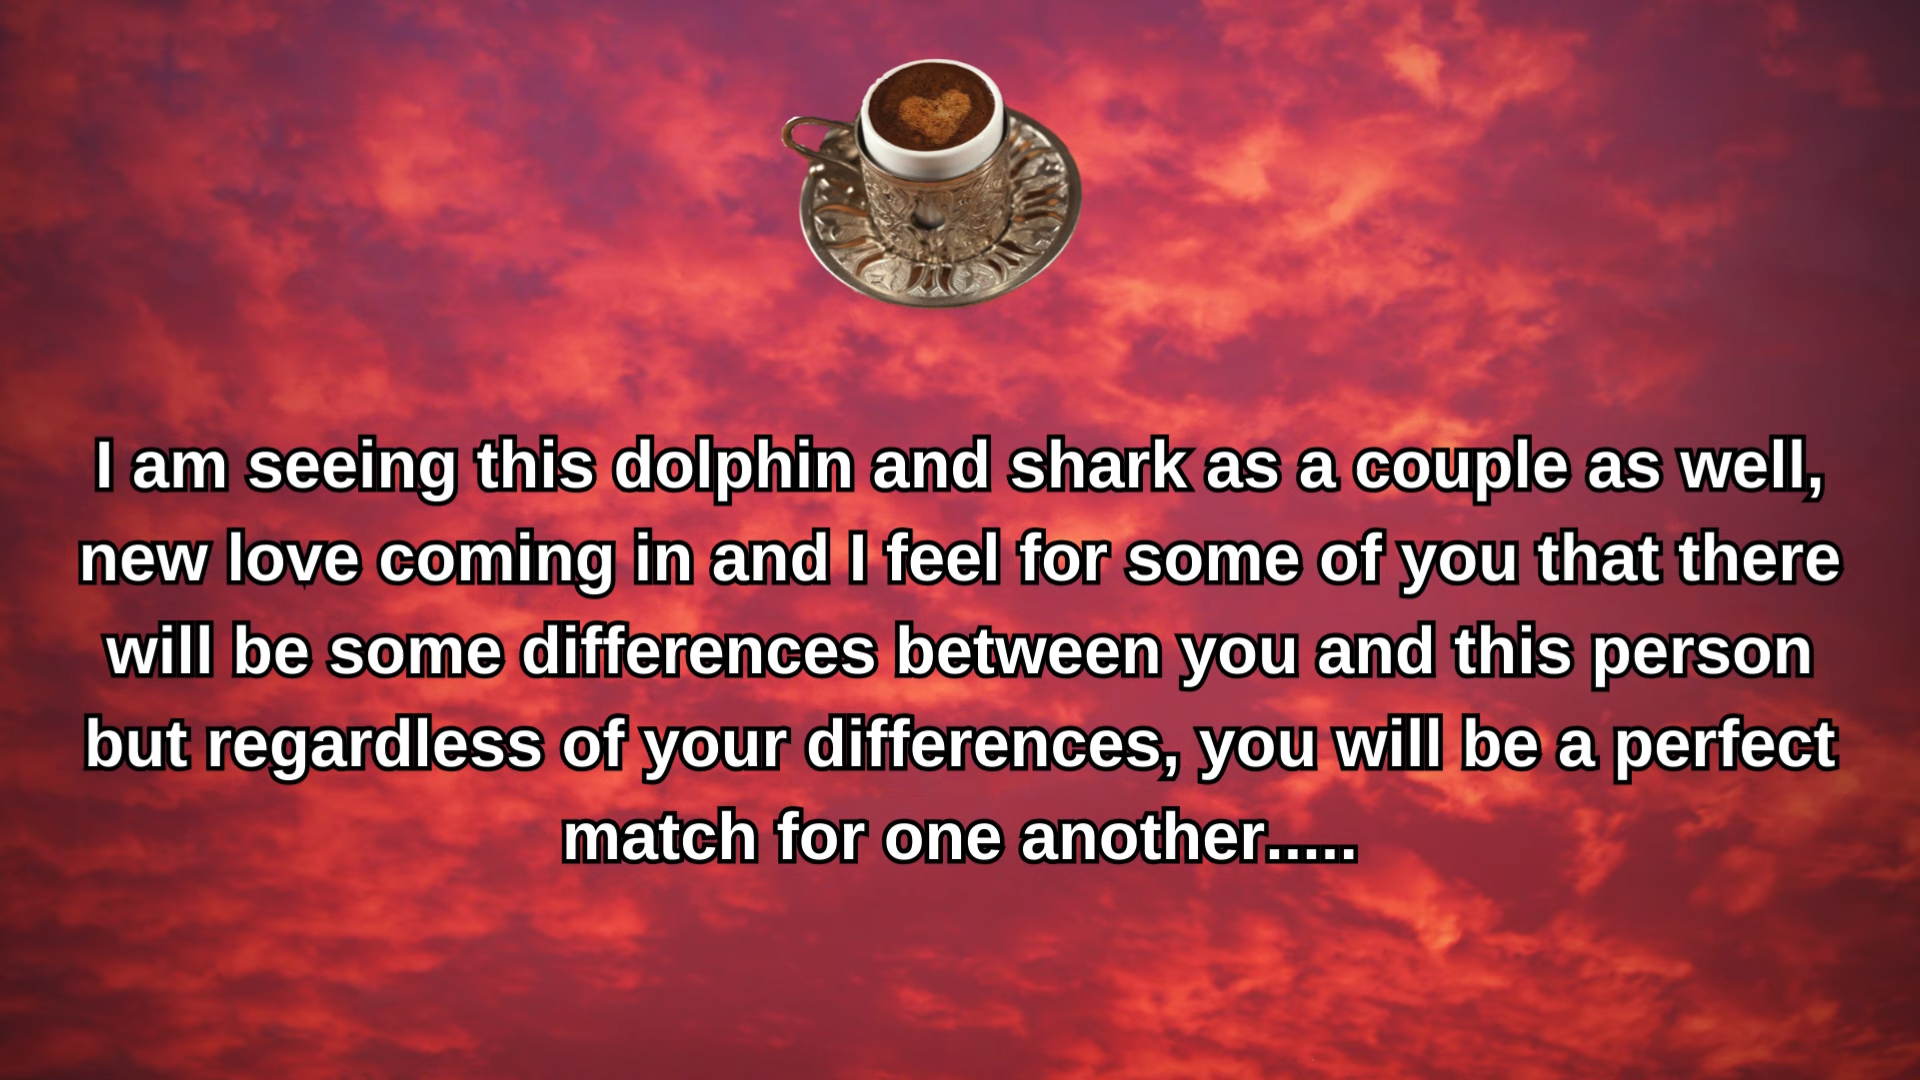 I am seeing this dolphin and shark as a couple as well,
new love coming in and I feel for some of you that there
will be some differences between you and this person
but regardless of your differences, you will be a perfect
match for one another.....